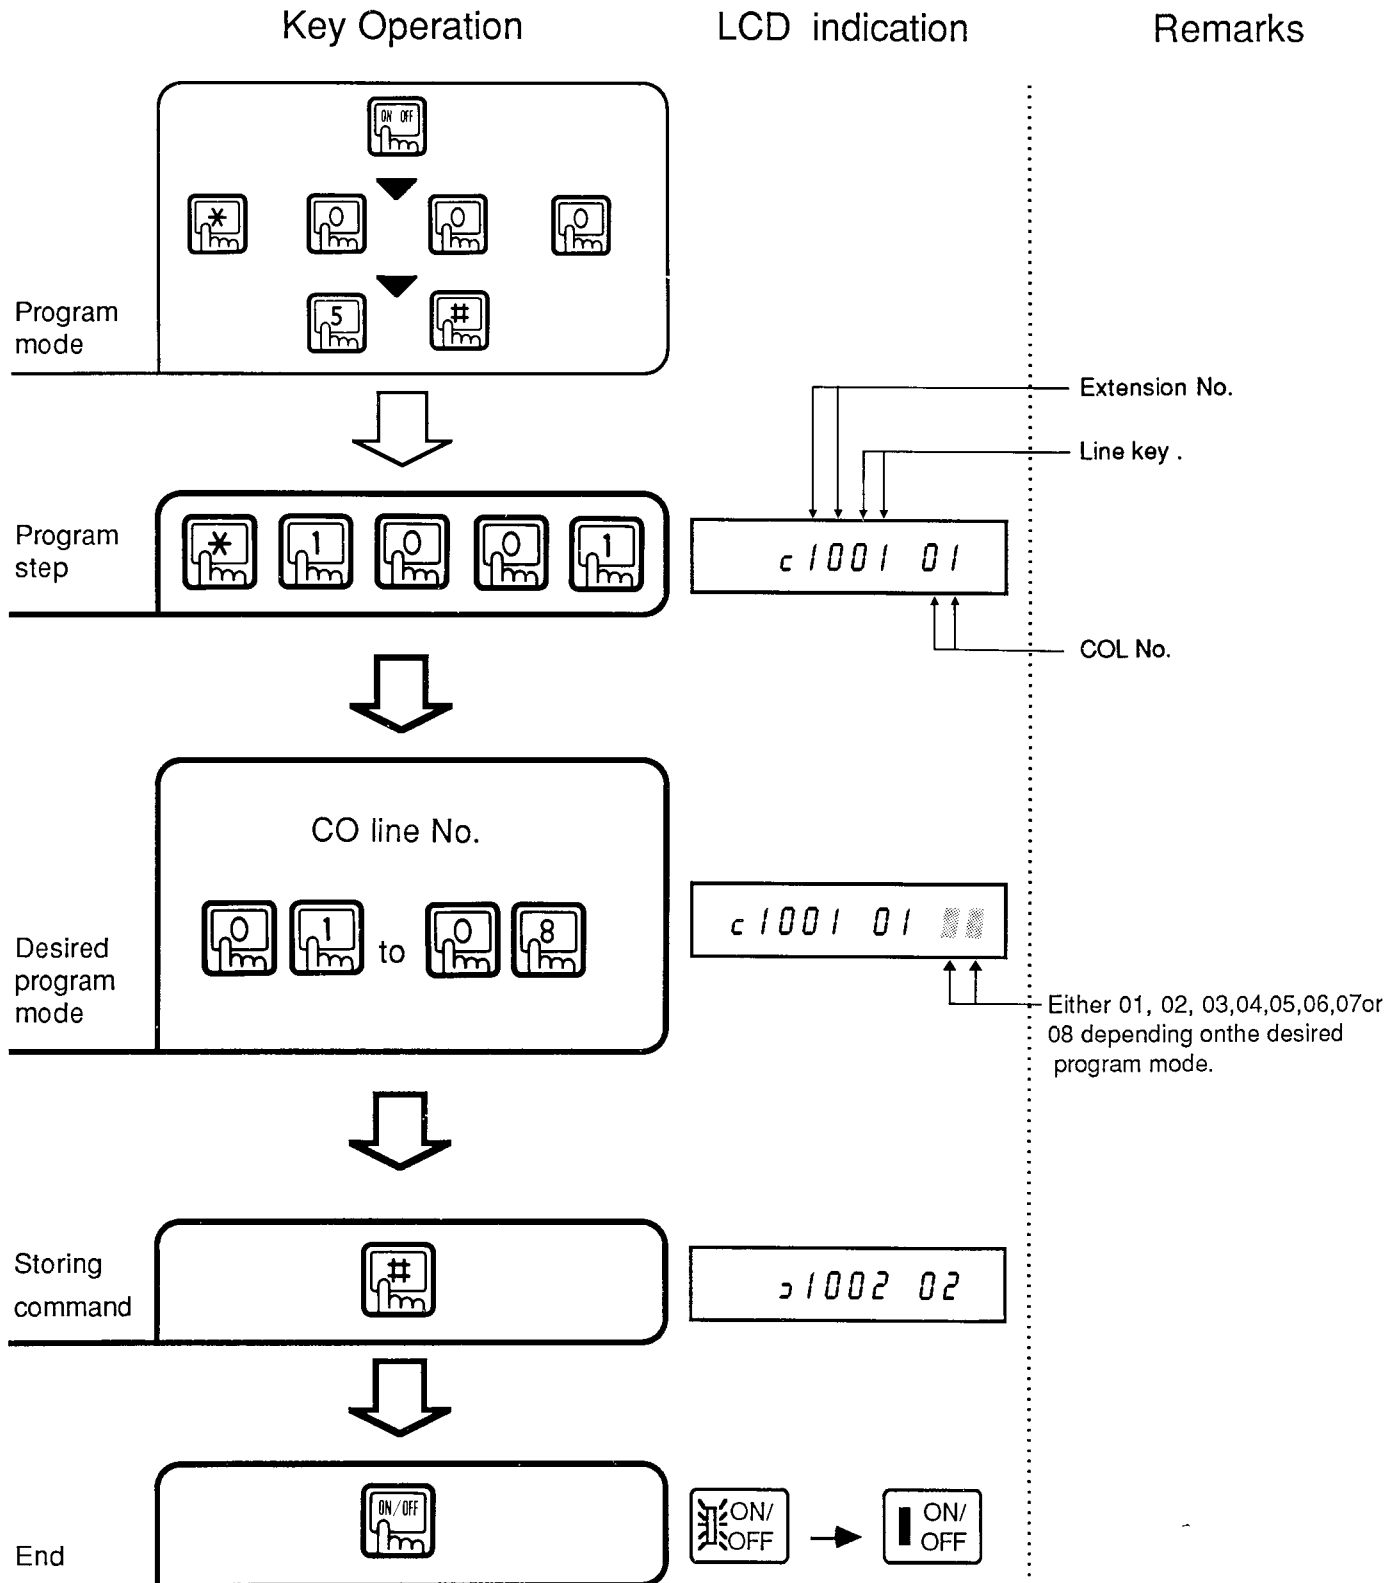 Key Operation LCD indication Remarks
ON OFF
* 0 0 0
5 #
Program
mode
Extension No.
Line key .
Program
step
* 1 0 0 1
c1001 01
COL No.
CO line No.
0 1 to 0 8
c1001 01
Desired
program
mode
Either 01, 02, 03,04,05,06,07or
08 depending onthe desired
program mode.
Storing
command
#
ɔ1002 02
End
ON/OFF
ON/
OFF
ON/
OFF